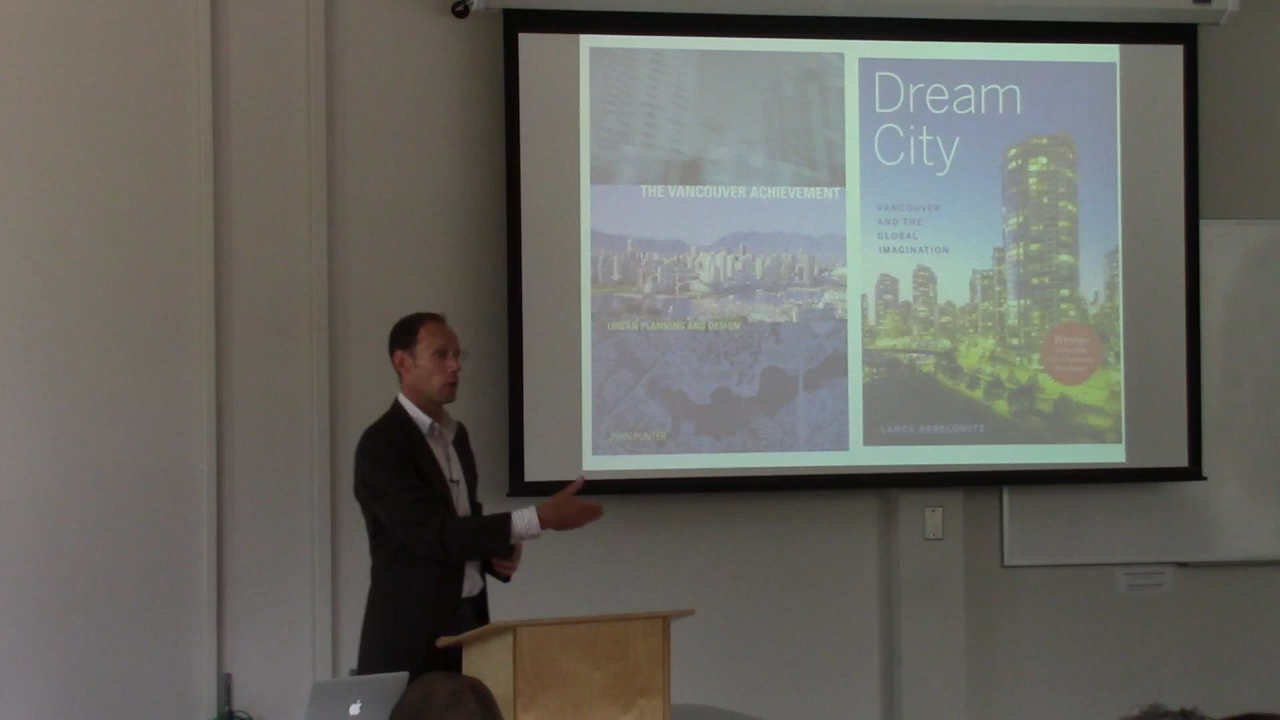 THE VANCOUVER ACHIEVEMENT
URBAN PLANNING AND DESIGN
JOHN PUNTER
Dream
City
VANCOUVER
AND THE
GLOBAL
IMAGINATION
Winner
LANCE BERELOWITZ